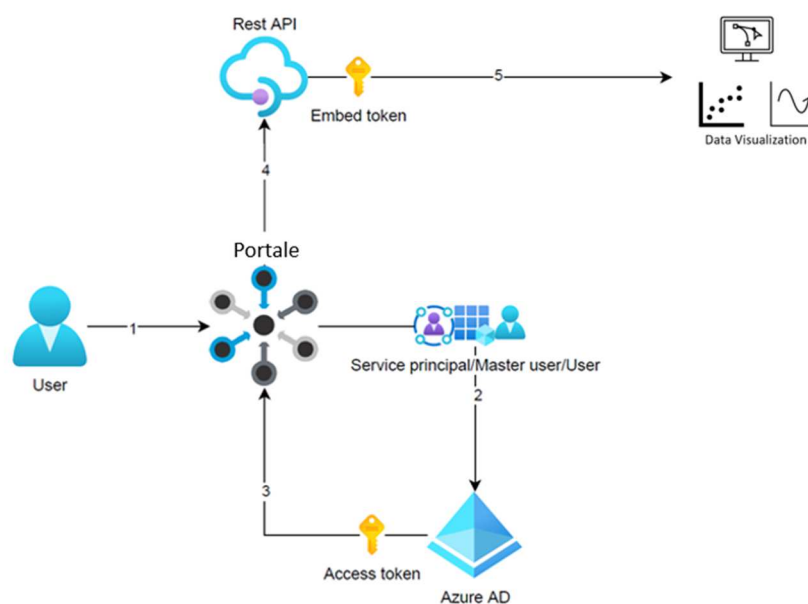 Rest API
5
Embed token
Data Visualization
4
Portale
1
User
Service principal/Master user/User
2
3
Access token
Azure AD